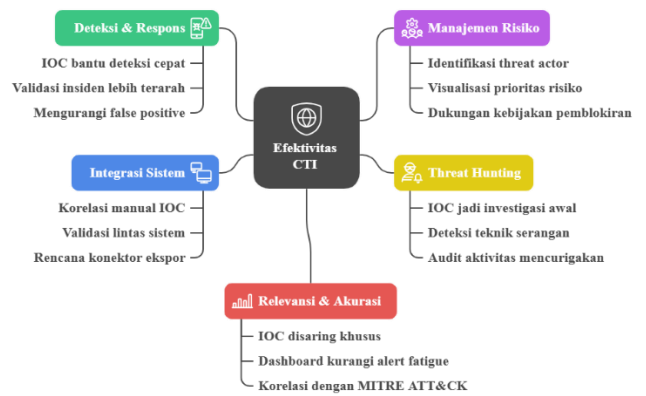 Deteksi & Respons
IOC bantu deteksi cepat
Validasi insiden lebih terarah
Mengurangi false positive
Manajemen Risiko
Identifikasi threat actor
Visualisasi prioritas risiko
Dukungan kebijakan pemblokiran
Efektivitas
CTI
Integrasi Sistem
Korelasi manual IOC
Validasi lintas sistem
Rencana konektor ekspor
Threat Hunting
IOC jadi investigasi awal
Deteksi teknik serangan
Audit aktivitas mencurigakan
Relevansi & Akurasi
IOC disaring khusus
Dashboard kurangi alert fatigue
Korelasi dengan MITRE ATT&CK